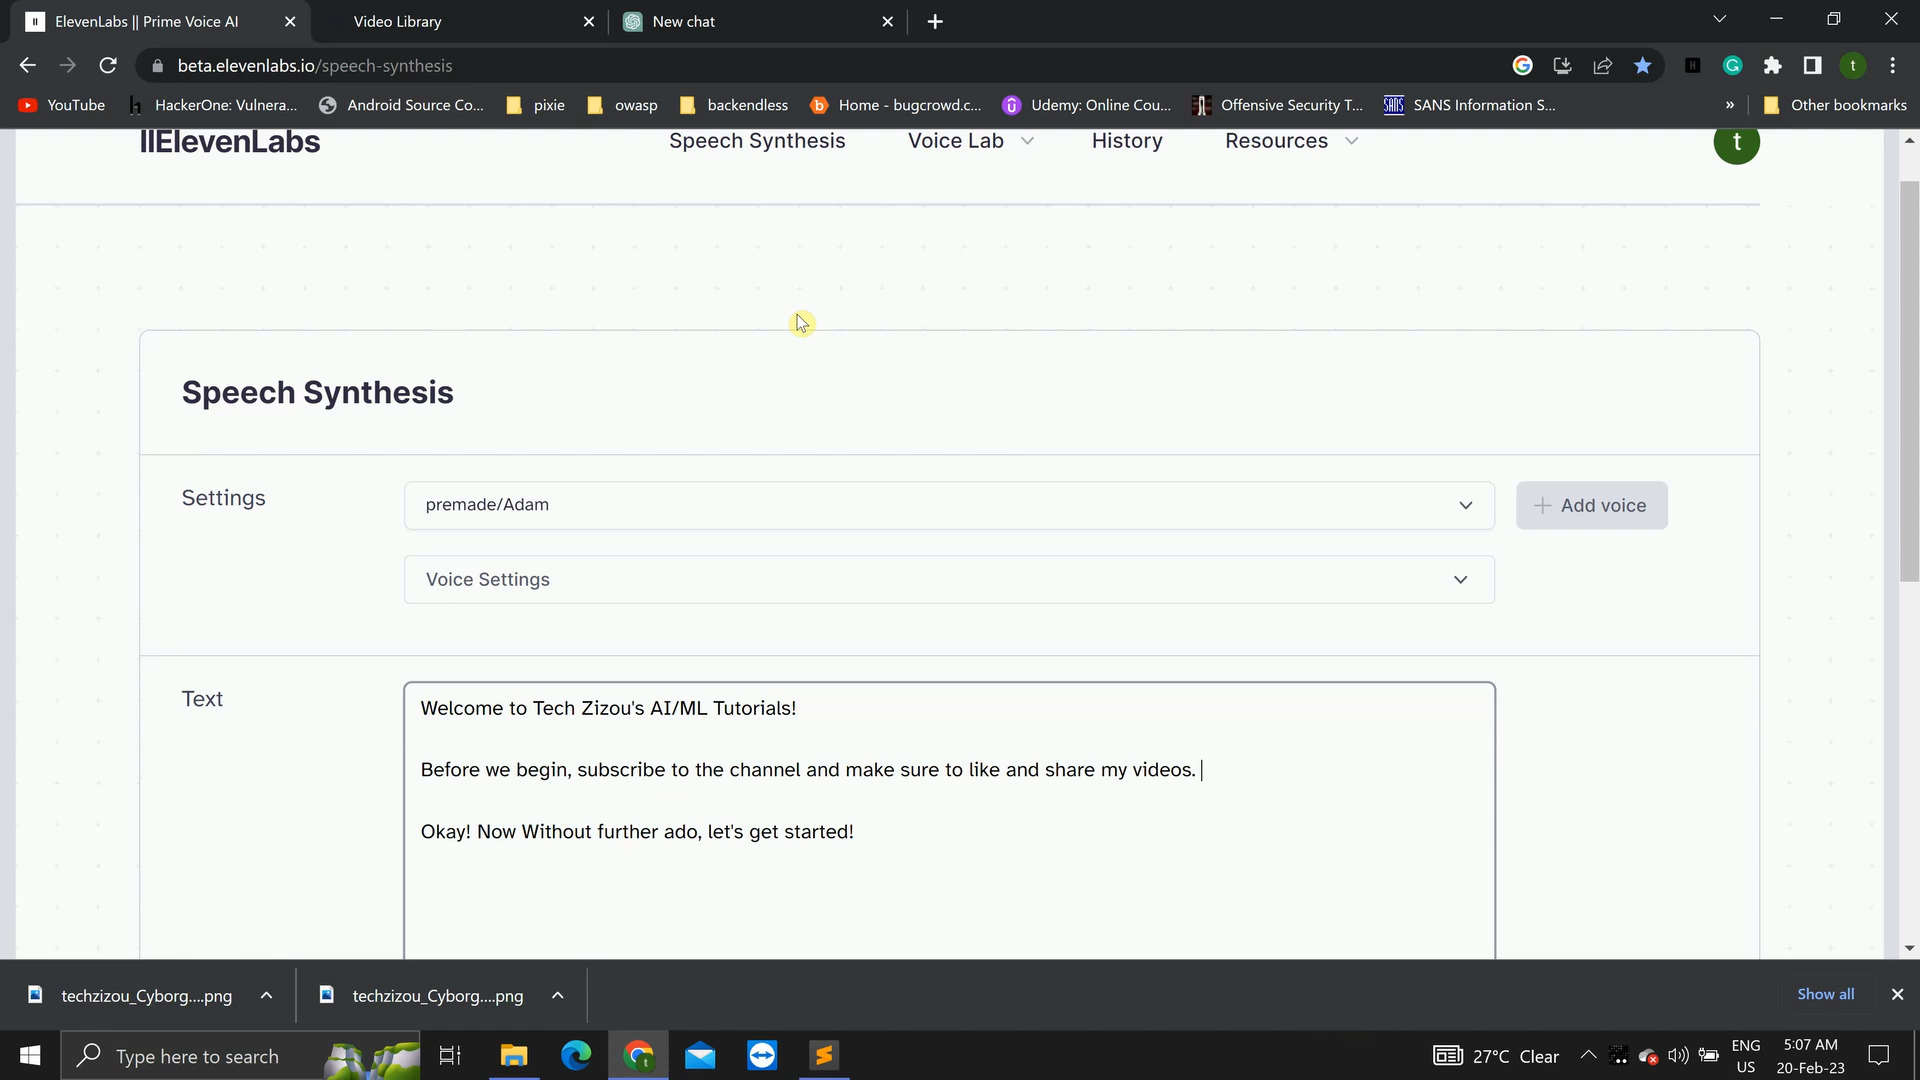 ElevenLabs || Prime Voice AI
Video Library
New chat
beta.elevenlabs.io/speech-synthesis
YouTube
HackerOne: Vulnera...
Android Source Co...
pixie
owasp
backendless
Home - bugcrowd.c...
Udemy: Online Cou...
Offensive Security T...
SANS Information S...
»
Other bookmarks
IIElevenLabs
Speech Synthesis
Voice Lab
History
Resources
t
Speech Synthesis
Settings
premade/Adam
+ Add voice
Voice Settings
Text
Welcome to Tech Zizou's AI/ML Tutorials!
Before we begin, subscribe to the channel and make sure to like and share my videos.
Okay! Now Without further ado, let's get started!
techzizou_Cyborg....png
techzizou_Cyborg....png
Show all
Type here to search
27°C Clear
ENG
US
5:07 AM
20-Feb-23